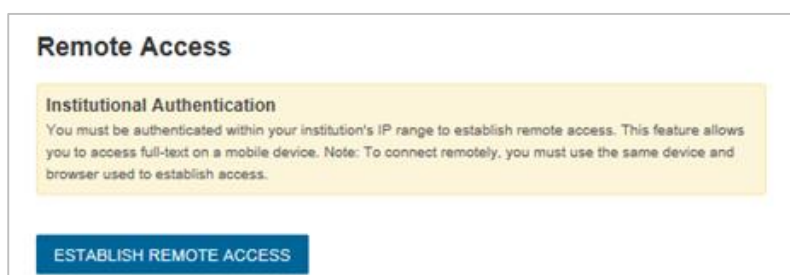 Remote Access
Institutional Authentication
You must be authenticated within your institution's IP range to establish remote access. This feature allows
you to access full-text on a mobile device. Note: To connect remotely, you must use the same device and
browser used to establish access.
ESTABLISH REMOTE ACCESS